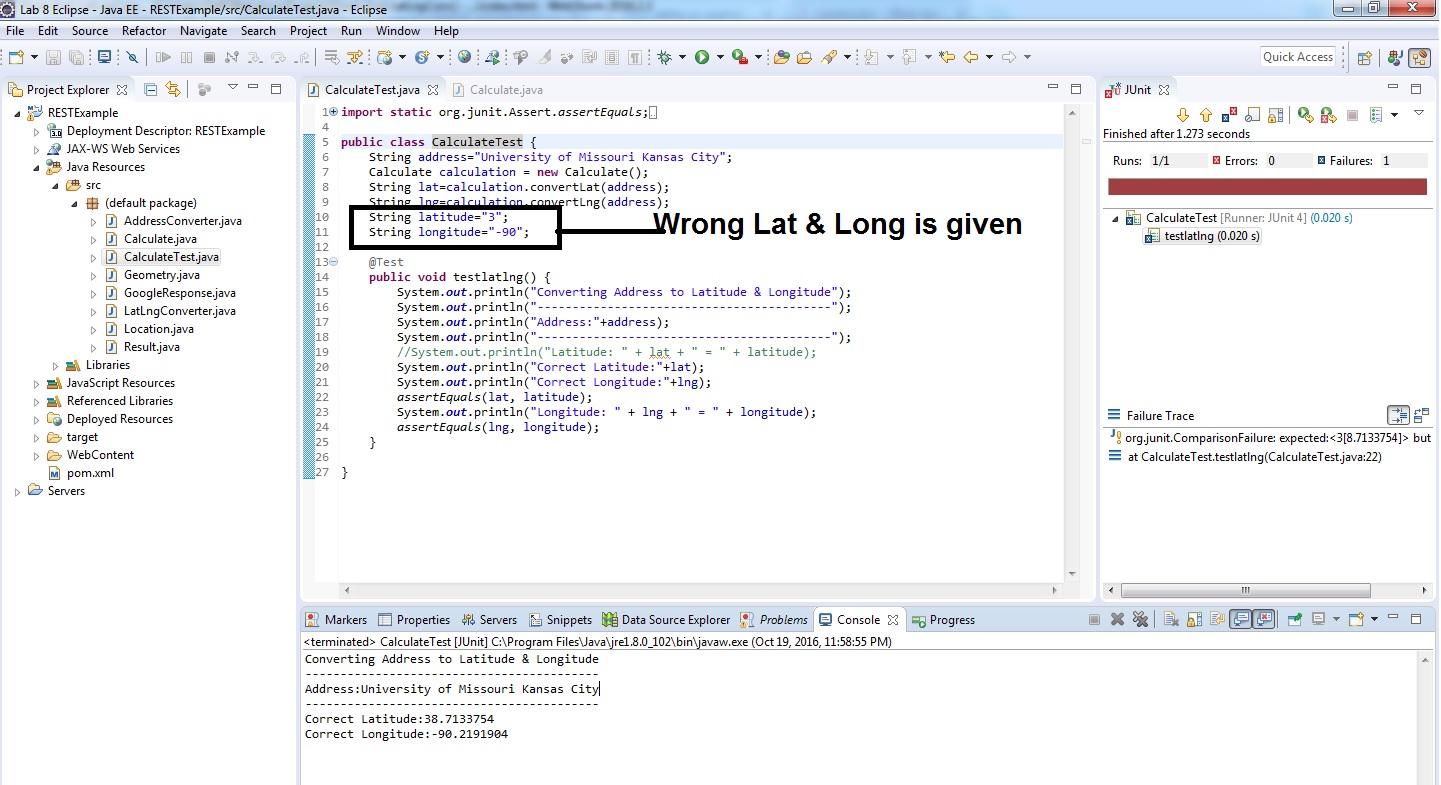 Lab 8 Eclipse - Java EE - RESTExample/src/CalculateTest.java - Eclipse
File Edit Source Refactor Navigate Search Project Run Window Help
Quick Access
Project Explorer
RESTExample
Deployment Descriptor: RESTExample
JAX-WS Web Services
Java Resources
src
(default package)
AddressConverter.java
Calculate.java
CalculateTest.java
Geometry.java
GoogleResponse.java
LatLngConverter.java
Location.java
Result.java
Libraries
JavaScript Resources
Referenced Libraries
Deployed Resources
target
WebContent
pom.xml
Servers
CalculateTest.java Calculate.java
1 import static org.junit.Assert.assertEquals;
4
5 public class CalculateTest {
6 String address="University of Missouri Kansas City";
7 Calculate calculation = new Calculate();
8 String lat=calculation.convertLat(address);
9 String lng=calculation.convertLng(address);
10 String latitude="3";
11 String longitude="-90";
Wrong Lat & Long is given
12
13 @Test
14 public void testlatlng() {
15 System.out.println("Converting Address to Latitude & Longitude");
16 System.out.println("------------------------------------------");
17 System.out.println("Address:"+address);
18 System.out.println("------------------------------------------");
19 //System.out.println("Latitude: " + lat + " = " + latitude);
20 System.out.println("Correct Latitude:"+lat);
21 System.out.println("Correct Longitude:"+lng);
22 assertEquals(lat, latitude);
23 System.out.println("Longitude: " + lng + " = " + longitude);
24 assertEquals(lng, longitude);
25 }
26
27 }
JUnit
Finished after 1.273 seconds
Runs: 1/1 Errors: 0 Failures: 1
CalculateTest [Runner: JUnit 4] (0.020 s)
testlatlng (0.020 s)
Failure Trace
org.junit.ComparisonFailure: expected:<3[8.7133754]> but
at CalculateTest.testlatlng(CalculateTest.java:22)
Markers Properties Servers Snippets Data Source Explorer Problems Console Progress
<terminated> CalculateTest [JUnit] C:\Program Files\Java\jre1.8.0_102\bin\javaw.exe (Oct 19, 2016, 11:58:55 PM)
Converting Address to Latitude & Longitude
------------------------------------------
Address:University of Missouri Kansas City
------------------------------------------
Correct Latitude:38.7133754
Correct Longitude:-90.2191904